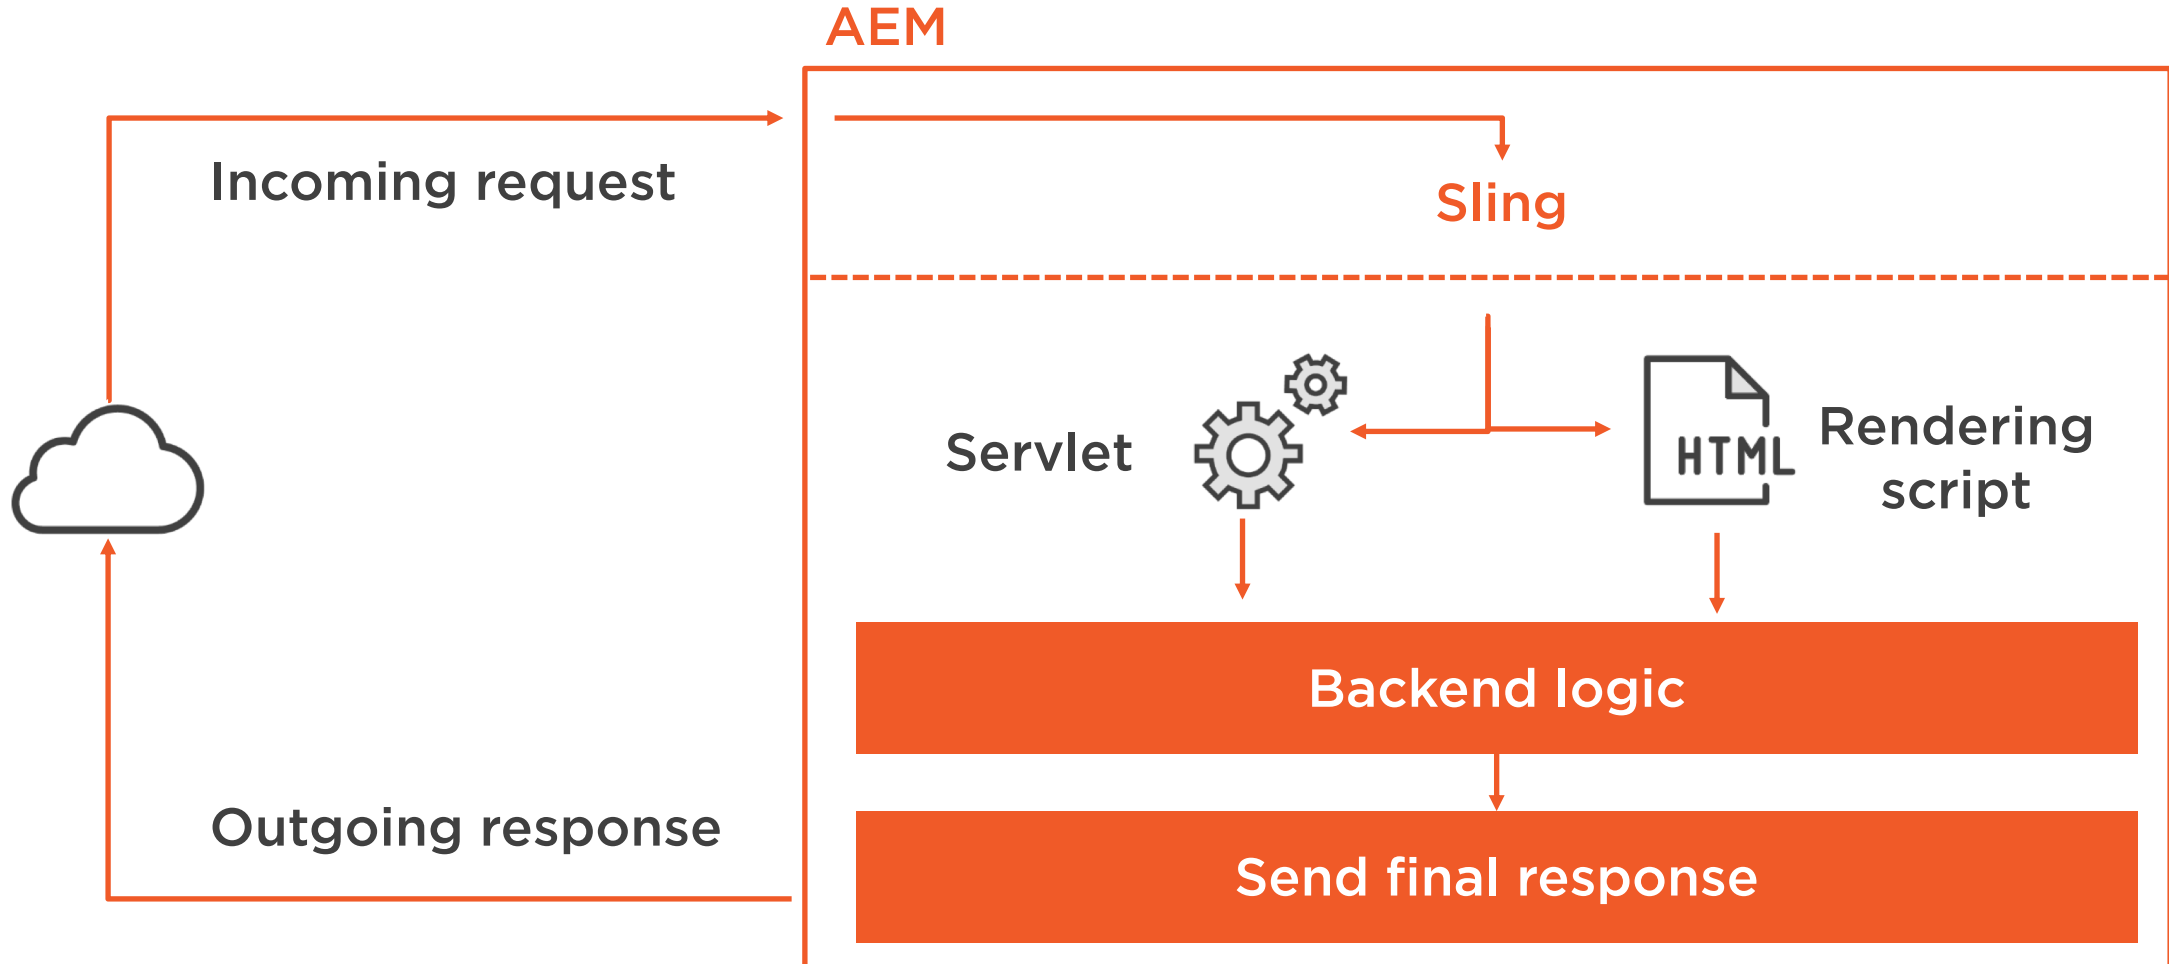 AEM
Incoming request
Sling
Servlet
HTML
Rendering
script
Backend logic
Outgoing response
Send final response